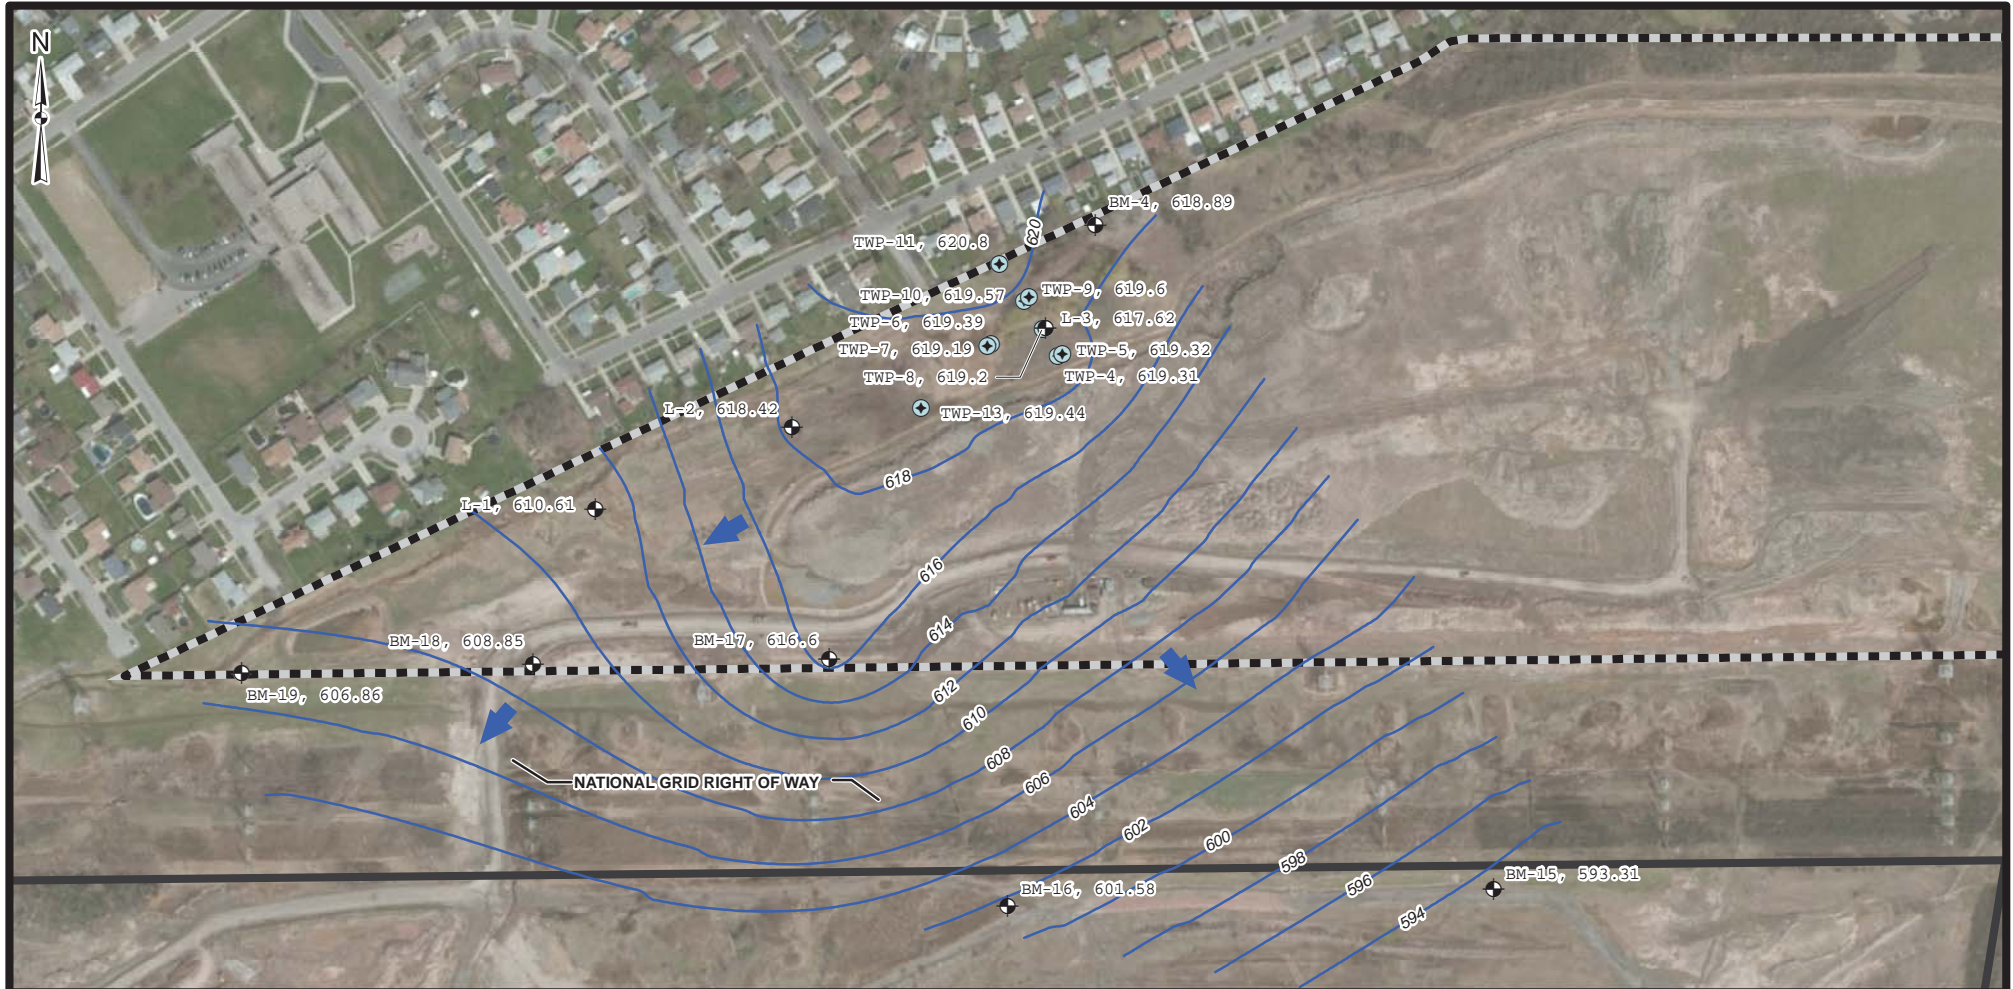 N
BM-4, 618.89
620
TWP-11, 620.8
TWP-10, 619.57
TWP-9, 619.6
TWP-6, 619.39
L-3, 617.62
TWP-7, 619.19
TWP-5, 619.32
TWP-8, 619.2
TWP-4, 619.31
L-2, 618.42
TWP-13, 619.44
618
L-1, 610.61
616
614
BM-18, 608.85
BM-17, 616.6
BM-19, 606.86
612
610
608
NATIONAL GRID RIGHT OF WAY
606
604
602
600
598
BM-15, 593.31
596
BM-16, 601.58
594